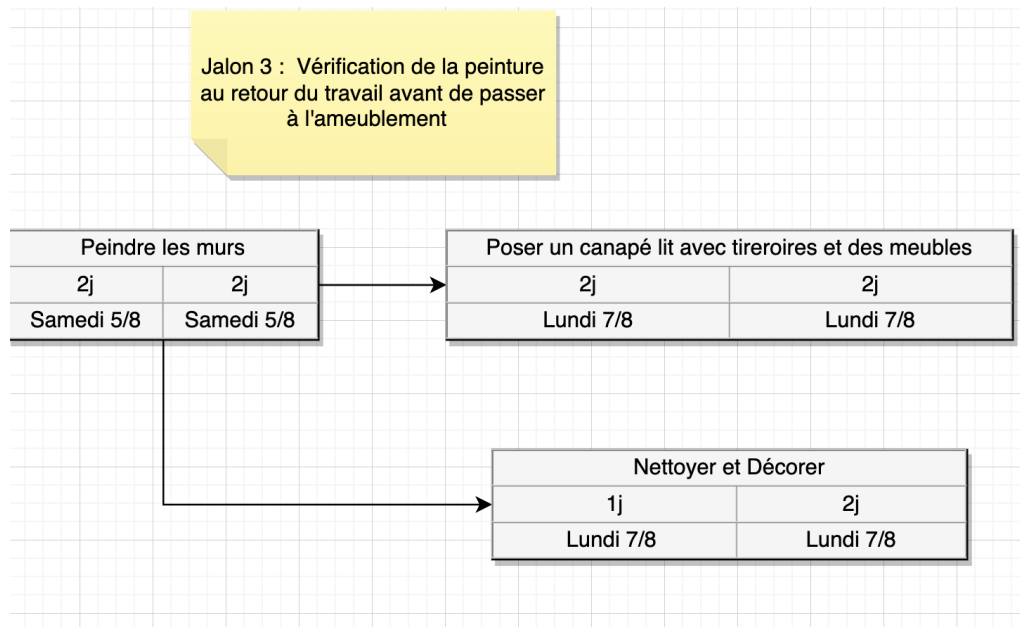 Jalon 3 :  Vérification de la peinture
au retour du travail avant de passer
à l'ameublement
Peindre les murs
2j 2j
Samedi 5/8 Samedi 5/8
Poser un canapé lit avec tireroires et des meubles
2j 2j
Lundi 7/8 Lundi 7/8
Nettoyer et Décorer
1j 2j
Lundi 7/8 Lundi 7/8